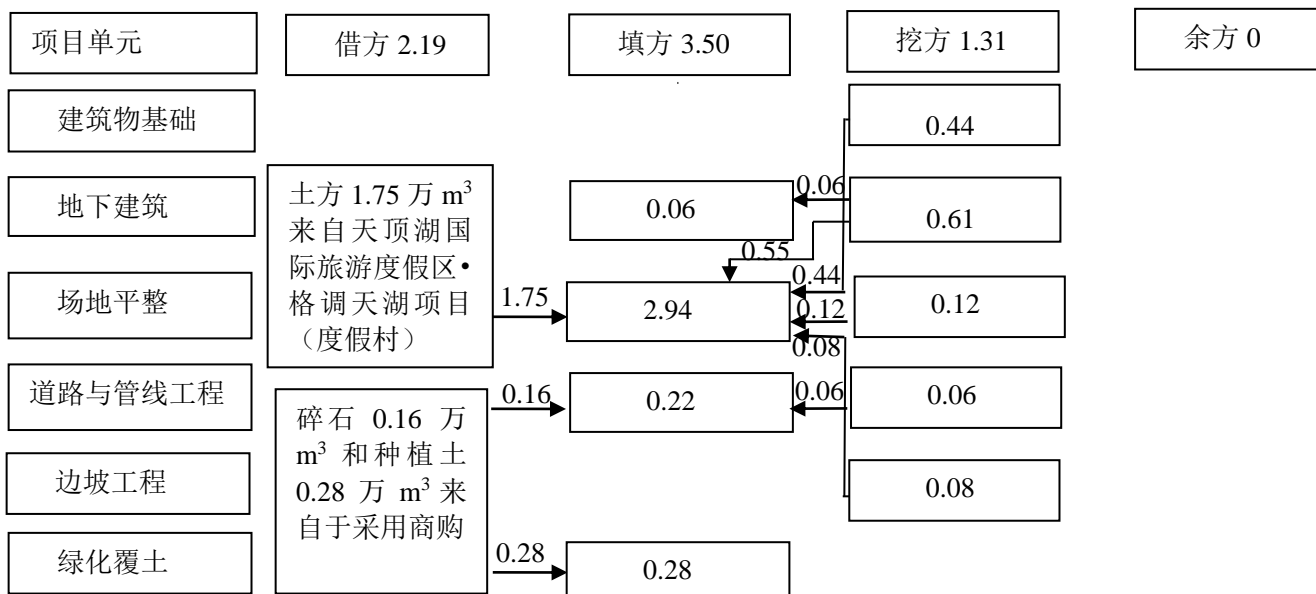 项目单元
借方 2.19
填方 3.50
挖方 1.31
余方 0
建筑物基础
0.44
地下建筑
土方 1.75 万 m³
来自天顶湖国
际旅游度假区•
格调天湖项目
（度假村）
0.06
0.06
0.61
0.55
场地平整
1.75
2.94
0.44
0.12
0.08
0.12
道路与管线工程
碎石 0.16 万
m³ 和种植土
0.28 万 m³ 来
自于采用商购
0.16
0.22
0.06
0.06
边坡工程
0.08
绿化覆土
0.28
0.28